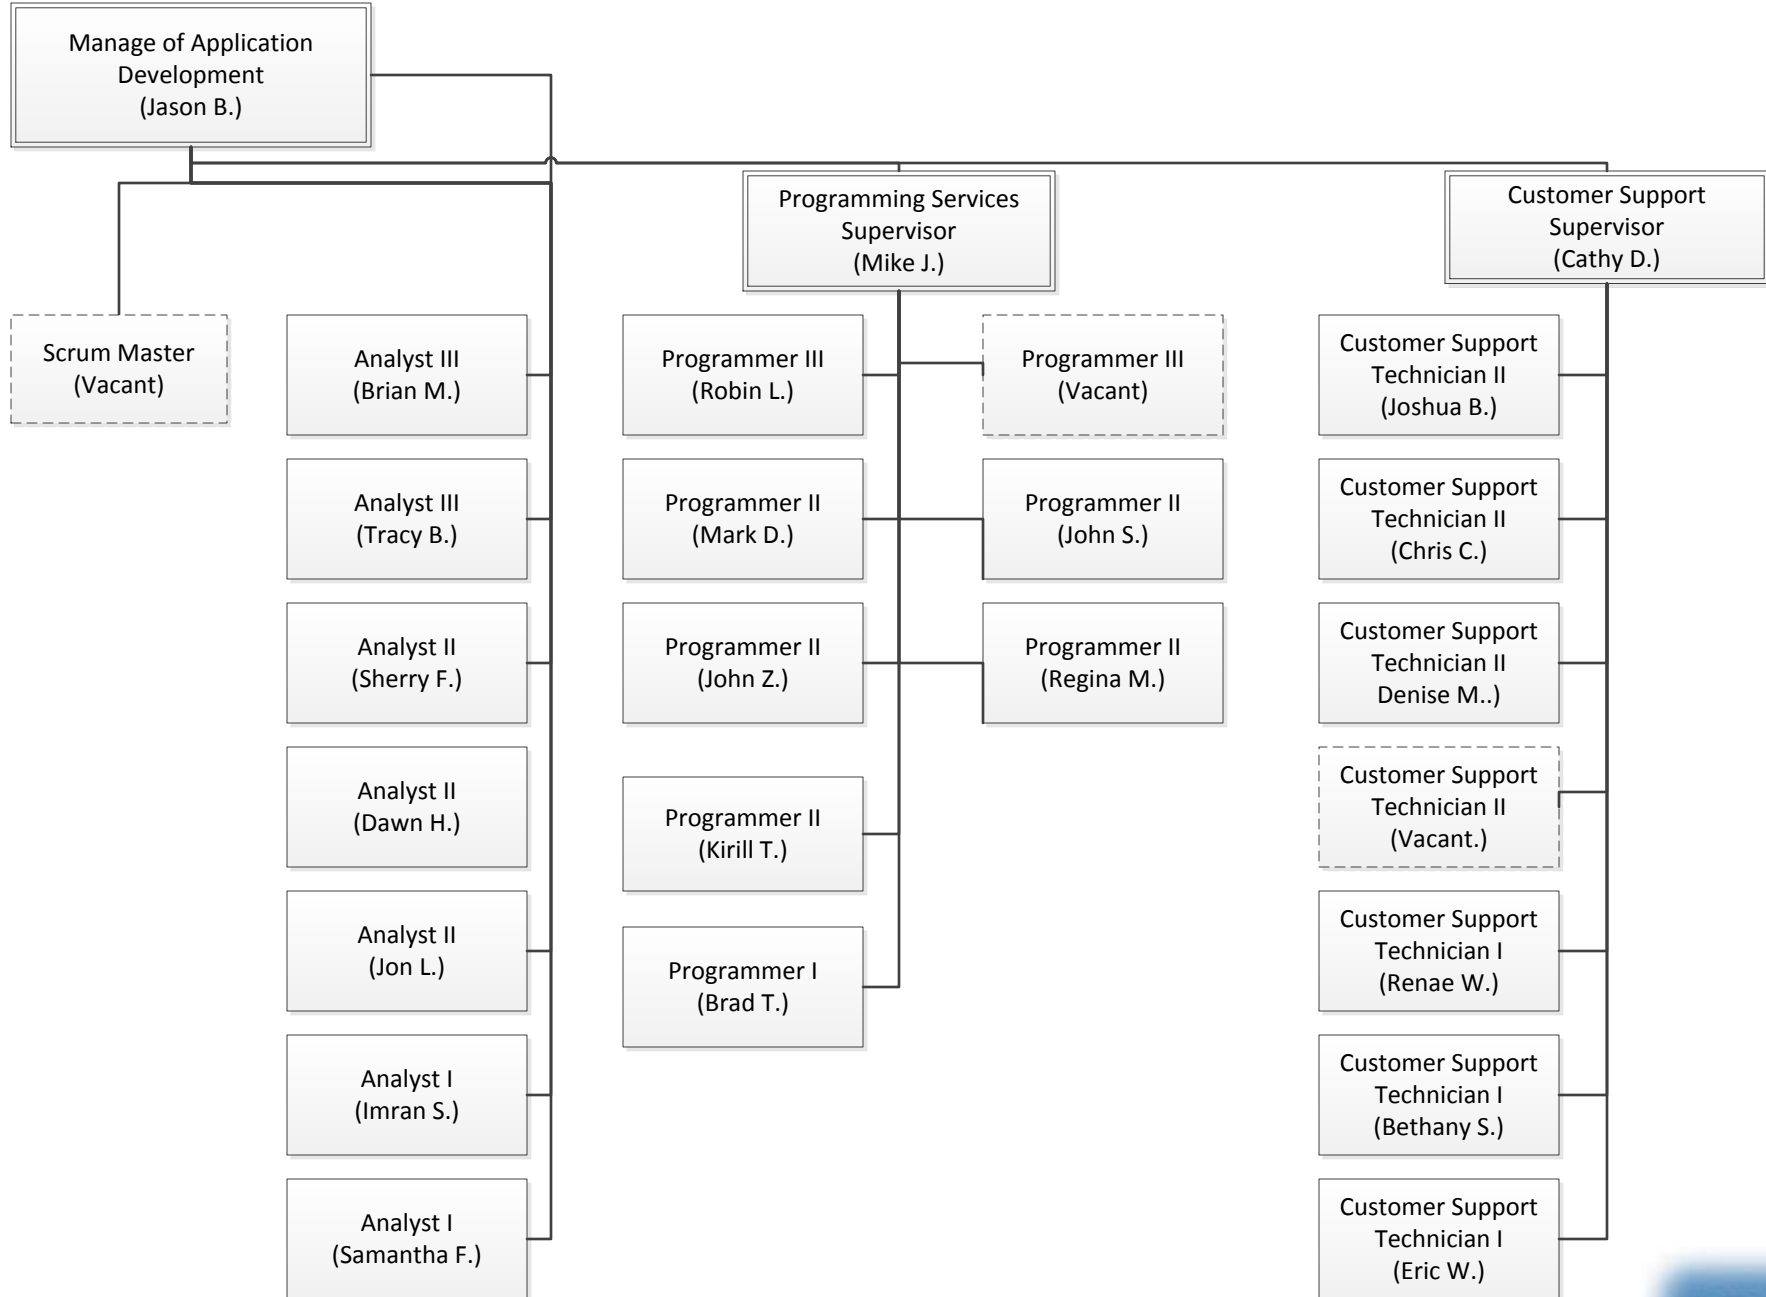 Manage of Application
Development
(Jason B.)
Programming Services
Supervisor
(Mike J.)
Customer Support
Supervisor
(Cathy D.)
Scrum Master
(Vacant)
Analyst III
(Brian M.)
Analyst III
(Tracy B.)
Analyst II
(Sherry F.)
Analyst II
(Dawn H.)
Analyst II
(Jon L.)
Analyst I
(Imran S.)
Analyst I
(Samantha F.)
Programmer III
(Robin L.)
Programmer II
(Mark D.)
Programmer II
(John Z.)
Programmer II
(Kirill T.)
Programmer I
(Brad T.)
Programmer III
(Vacant)
Programmer II
(John S.)
Programmer II
(Regina M.)
Customer Support
Technician II
(Joshua B.)
Customer Support
Technician II
(Chris C.)
Customer Support
Technician II
Denise M..)
Customer Support
Technician II
(Vacant.)
Customer Support
Technician I
(Renae W.)
Customer Support
Technician I
(Bethany S.)
Customer Support
Technician I
(Eric W.)